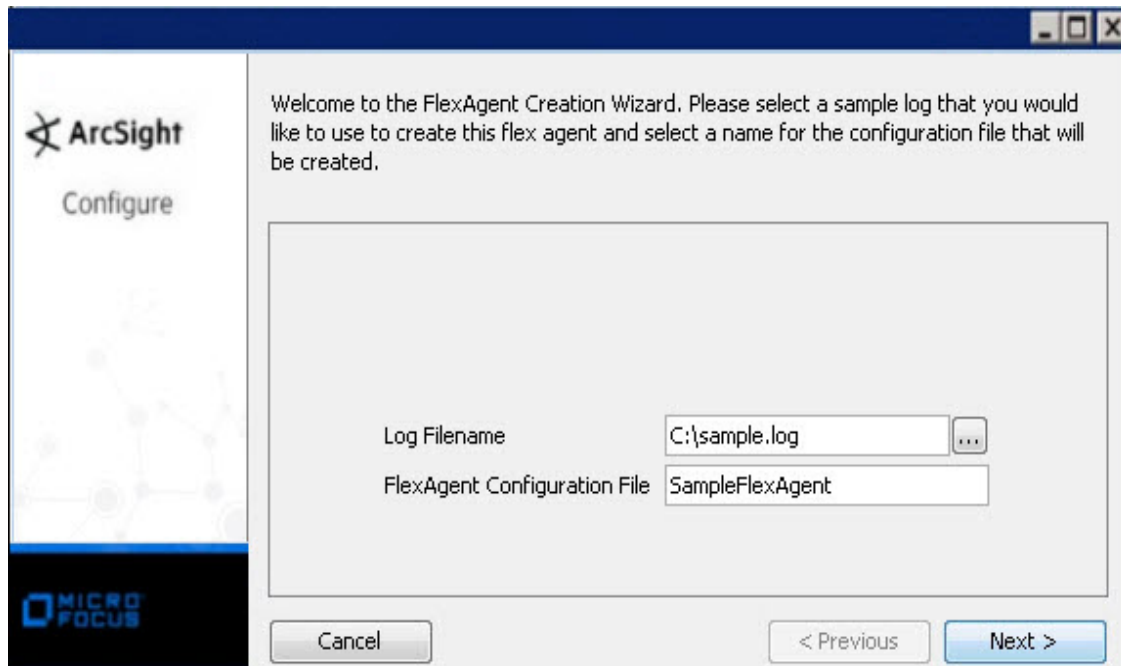 ArcSight
Configure
Welcome to the FlexAgent Creation Wizard. Please select a sample log that you would
like to use to create this flex agent and select a name for the configuration file that will
be created.
Log Filename
C:\sample.log
...
FlexAgent Configuration File
SampleFlexAgent
MICRO
FOCUS
Cancel
< Previous
Next >